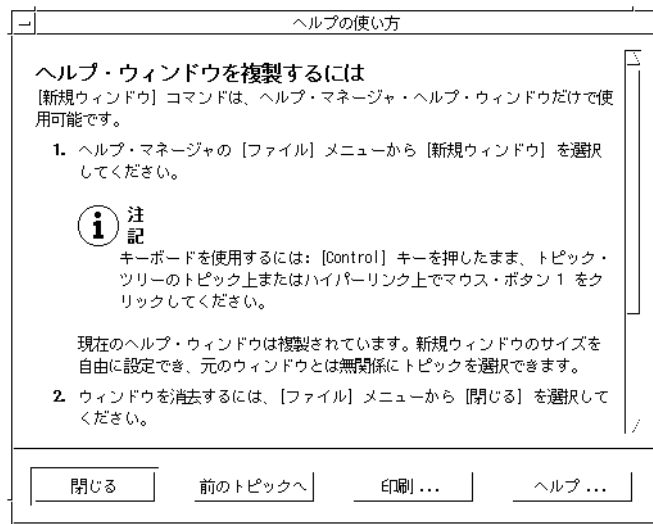 ヘルプの使い方
ヘルプ・ウィンドウを複製するには
[新規ウィンドウ] コマンドは、ヘルプ・マネージャ・ヘルプ・ウィンドウだけで使
用可能です。
1. ヘルプ・マネージャの [ファイル] メニューから [新規ウィンドウ] を選択
してください。
注
記
キーボードを使用するには: [Control] キーを押したまま、トピック・
ツリーのトピック上またはハイパーリンク上でマウス・ボタン 1 をク
リックしてください。
現在のヘルプ・ウィンドウは複製されています。新規ウィンドウのサイズを
自由に設定でき、元のウィンドウとは無関係にトピックを選択できます。
2. ウィンドウを消去するには、[ファイル] メニューから [閉じる] を選択して
ください。
閉じる 前のトピックへ 印刷 ... ヘルプ ...